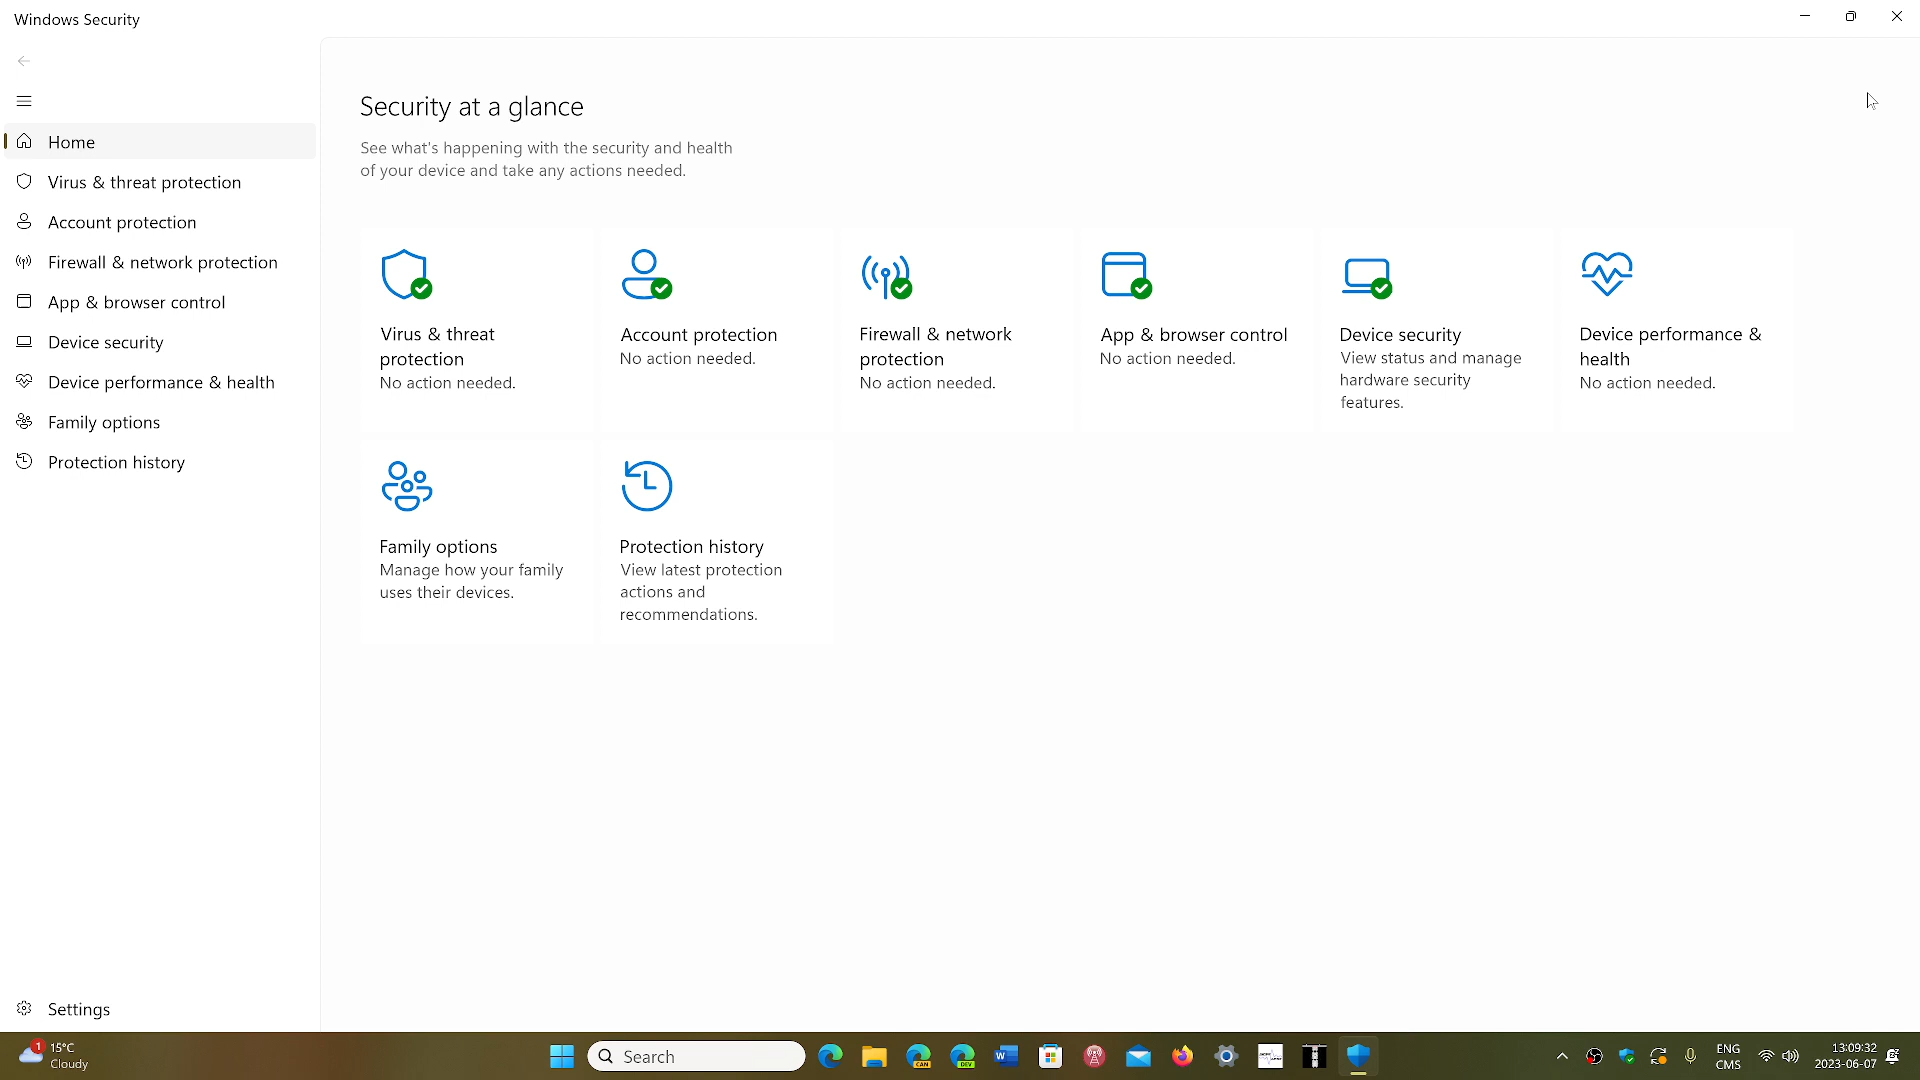 Windows Security
Home
Virus & threat protection
Account protection
Firewall & network protection
App & browser control
Device security
Device performance & health
Family options
Protection history
Settings
Security at a glance
See what's happening with the security and health
of your device and take any actions needed.
Virus & threat
protection
No action needed.
Account protection
No action needed.
Firewall & network
protection
No action needed.
App & browser control
No action needed.
Device security
View status and manage
hardware security
features.
Device performance &
health
No action needed.
Family options
Manage how your family
uses their devices.
Protection history
View latest protection
actions and
recommendations.
1
15°C
Cloudy
Search
CAN
DEV
W
ENG
CMS
13:09:32
2023-06-07